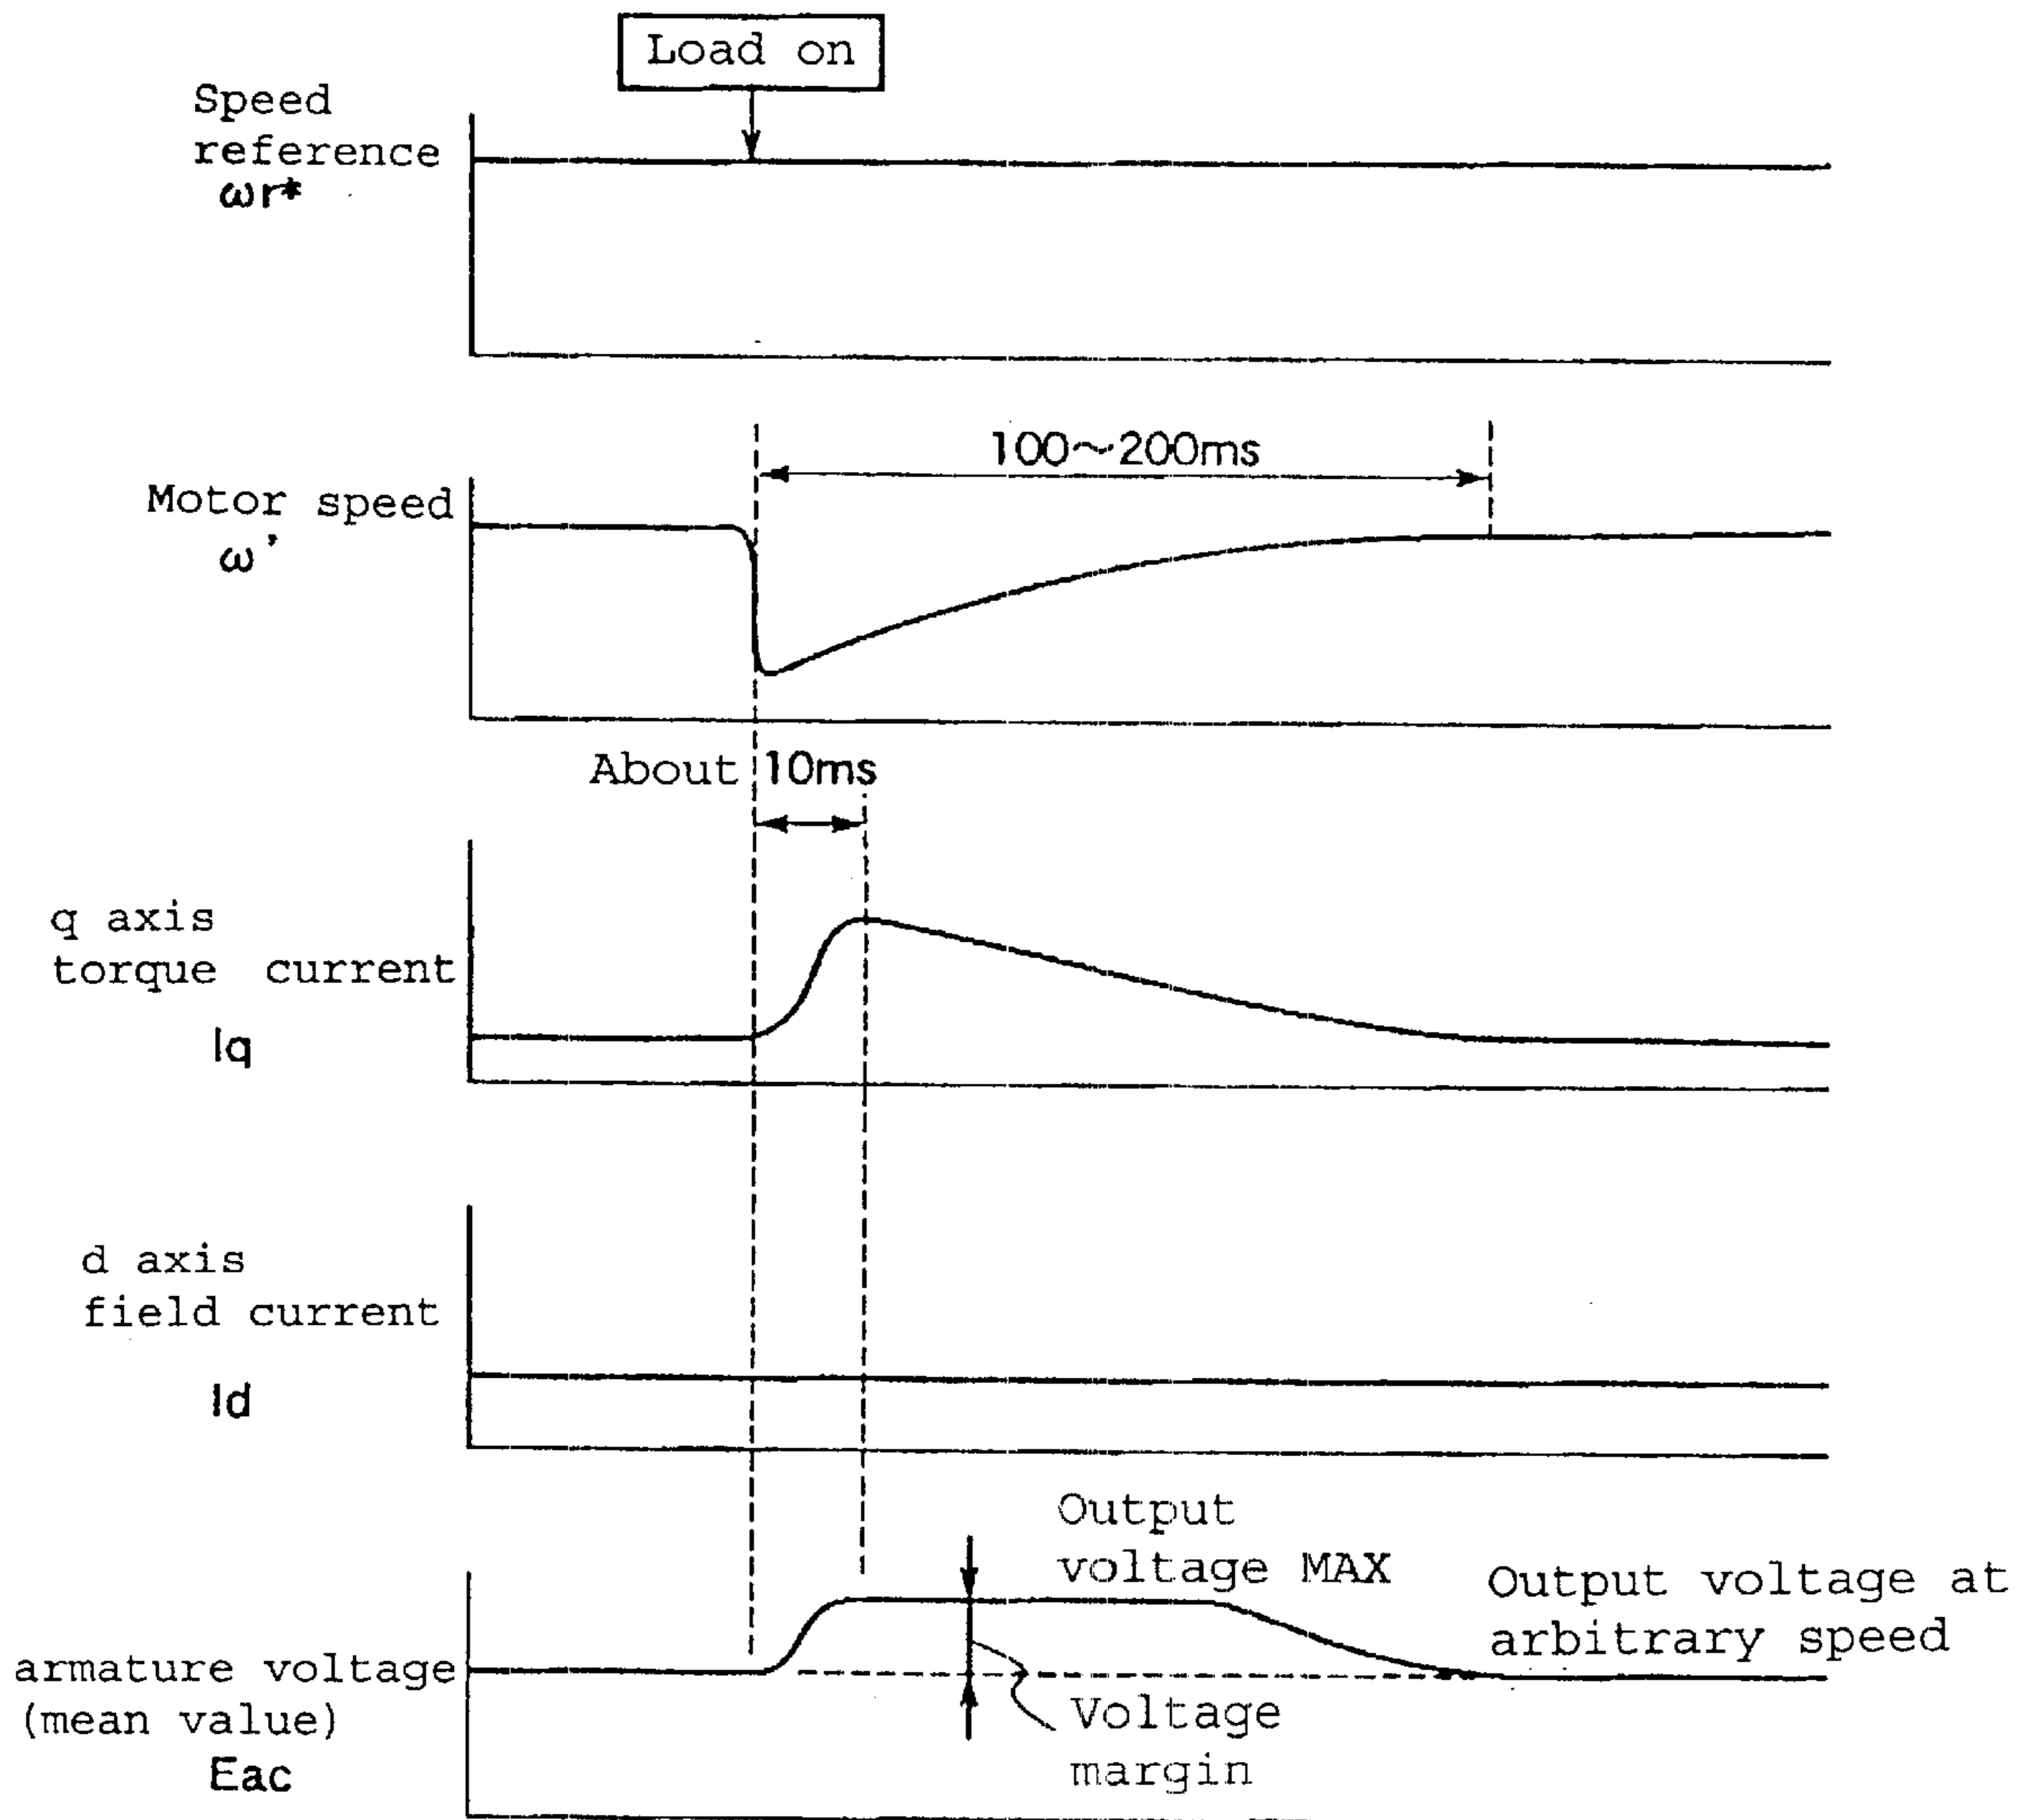 Load on
Speed
reference
ωr*
100～200ms
Motor speed
ω'
About 10ms
q axis
torque current
Iq
d axis
field current
Id
Output
voltage MAX
Output voltage at
arbitrary speed
armature voltage
(mean value)
Eac
Voltage
margin